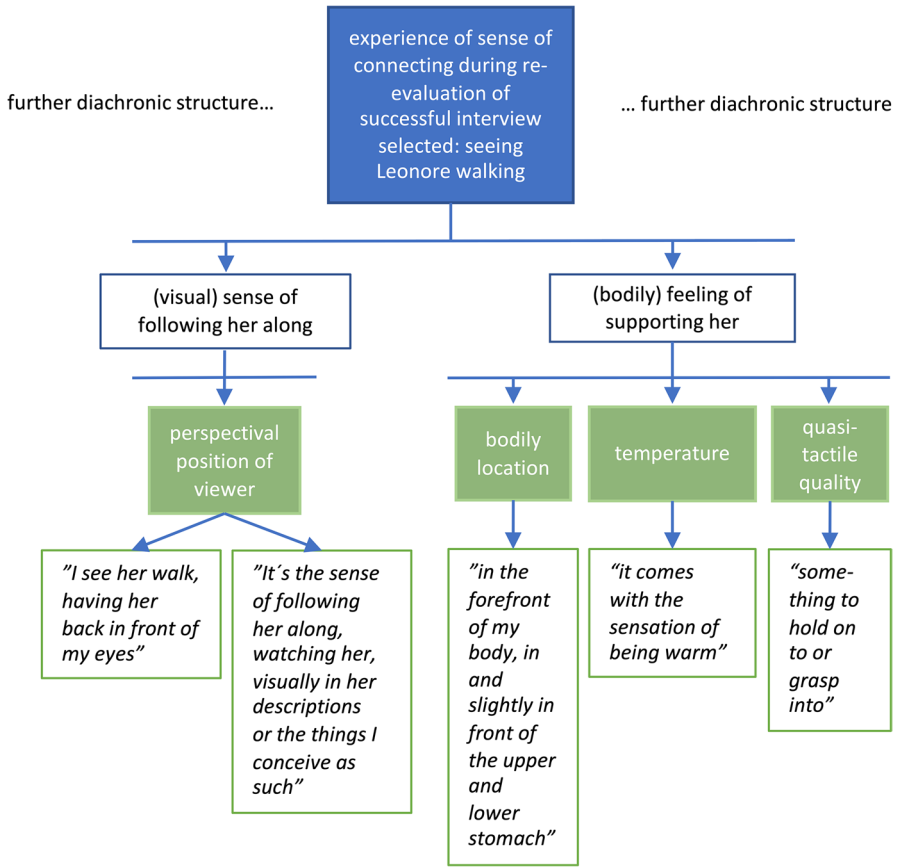 experience of sense of
connecting during re-
evaluation of
successful interview
selected: seeing
Leonore walking
further diachronic structure…
… further diachronic structure
(visual) sense of
following her along
(bodily) feeling of
supporting her
perspectival
position of
viewer
bodily
location
temperature
quasi-
tactile
quality
”I see her walk,
having her
back in front of
my eyes”
”It´s the sense
of following
her along,
watching her,
visually in her
descriptions
or the things I
conceive as
such”
”in the
forefront
of my
body, in
and
slightly in
front of
the upper
and
lower
stomach”
“it comes
with the
sensation of
being warm”
“some-
thing to
hold on
to or
grasp
into”